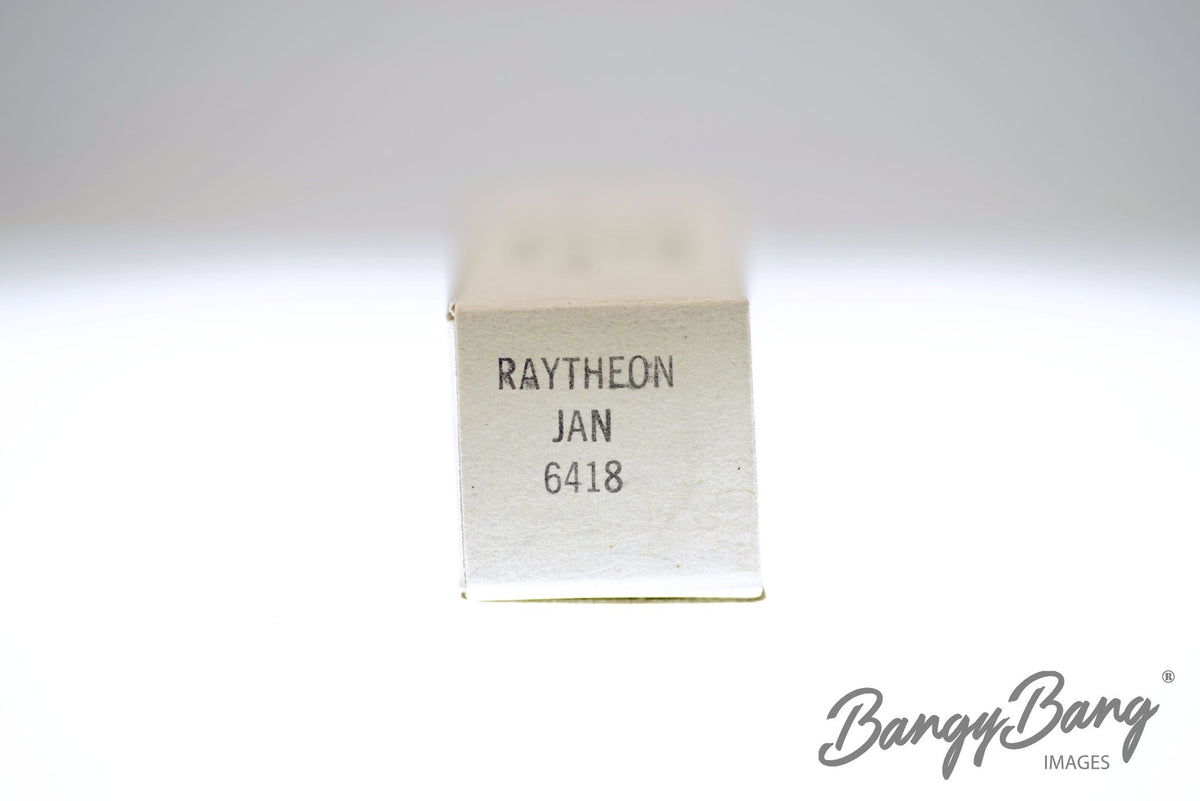 RAYTHEON
JAN
6418
BangyBang®
IMAGES